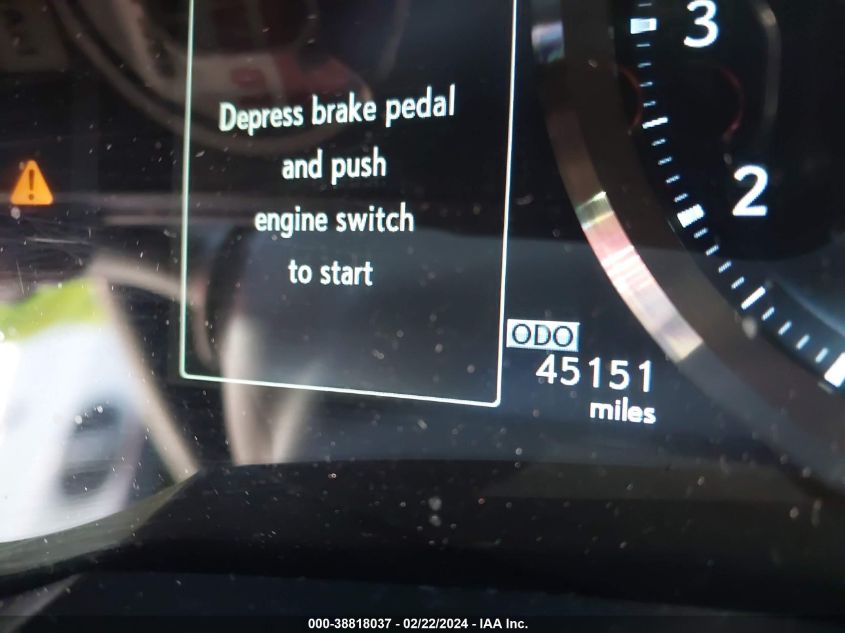 3
Depress brake pedal
and push
engine switch
to start
2
ODO
45151
miles
000-38818037 - 02/22/2024 - IAA Inc.